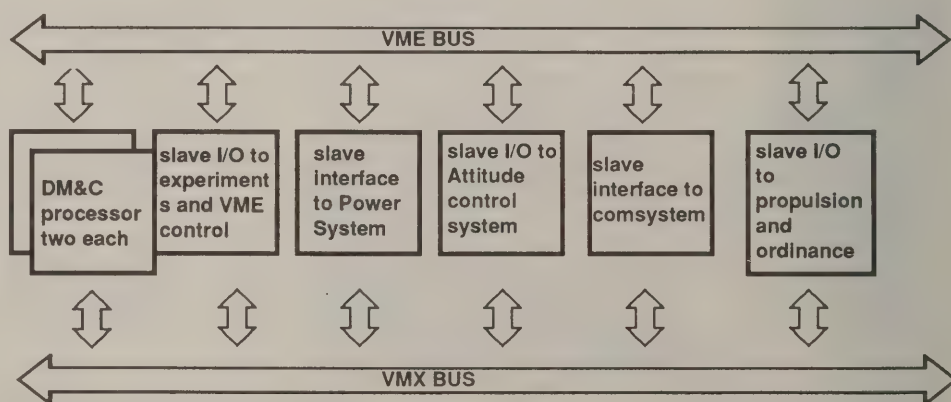 VME BUS
DM&C
processor
two each
slave I/O to
experiment
s and VME
control
slave
interface
to Power
System
slave I/O to
Attitude
control
system
slave
interface to
comsystem
slave I/O
to
propulsion
and
ordinance
VMX BUS